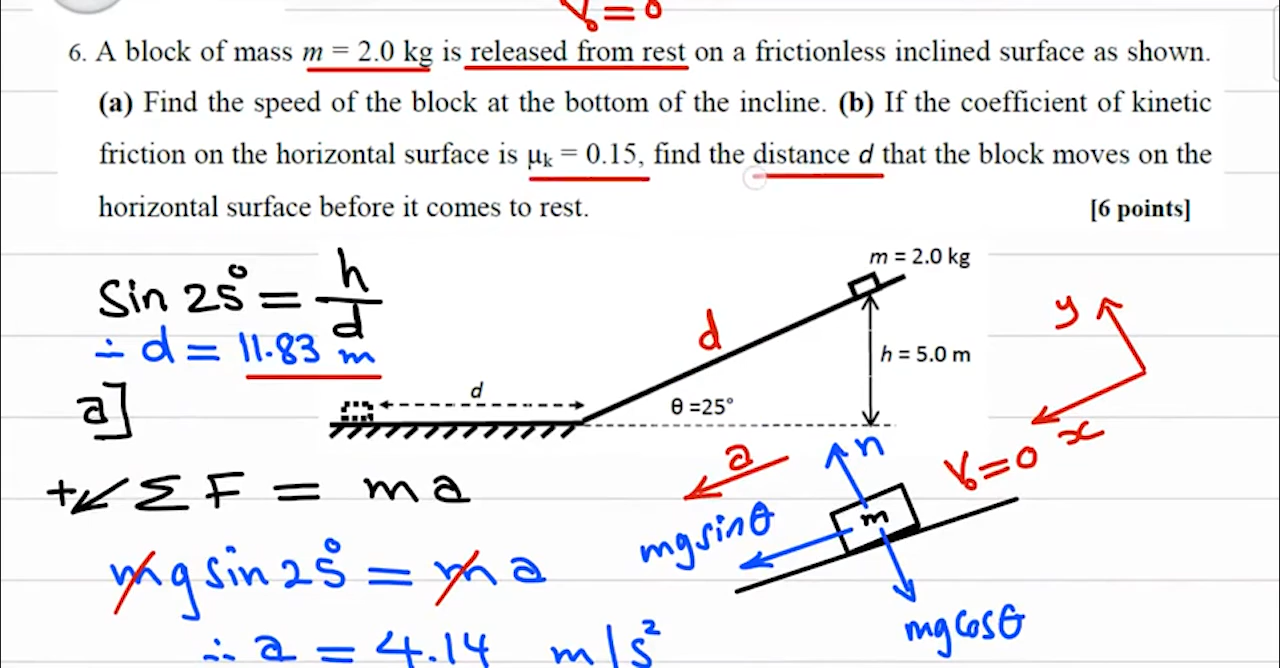 V₀=0
6. A block of mass m = 2.0 kg is released from rest on a frictionless inclined surface as shown.
(a) Find the speed of the block at the bottom of the incline. (b) If the coefficient of kinetic
friction on the horizontal surface is μk = 0.15, find the distance d that the block moves on the
horizontal surface before it comes to rest. [6 points]
Sin 25° = h/d
∴ d = 11.83 m
a]
+↙ Σ F = ma
mg sin 25° = ma
∴ a = 4.14 m/s²
m = 2.0 kg
d
h = 5.0 m
d
θ =25°
y
x
a
n
V₀=0
m
mg sinθ
mg cosθ